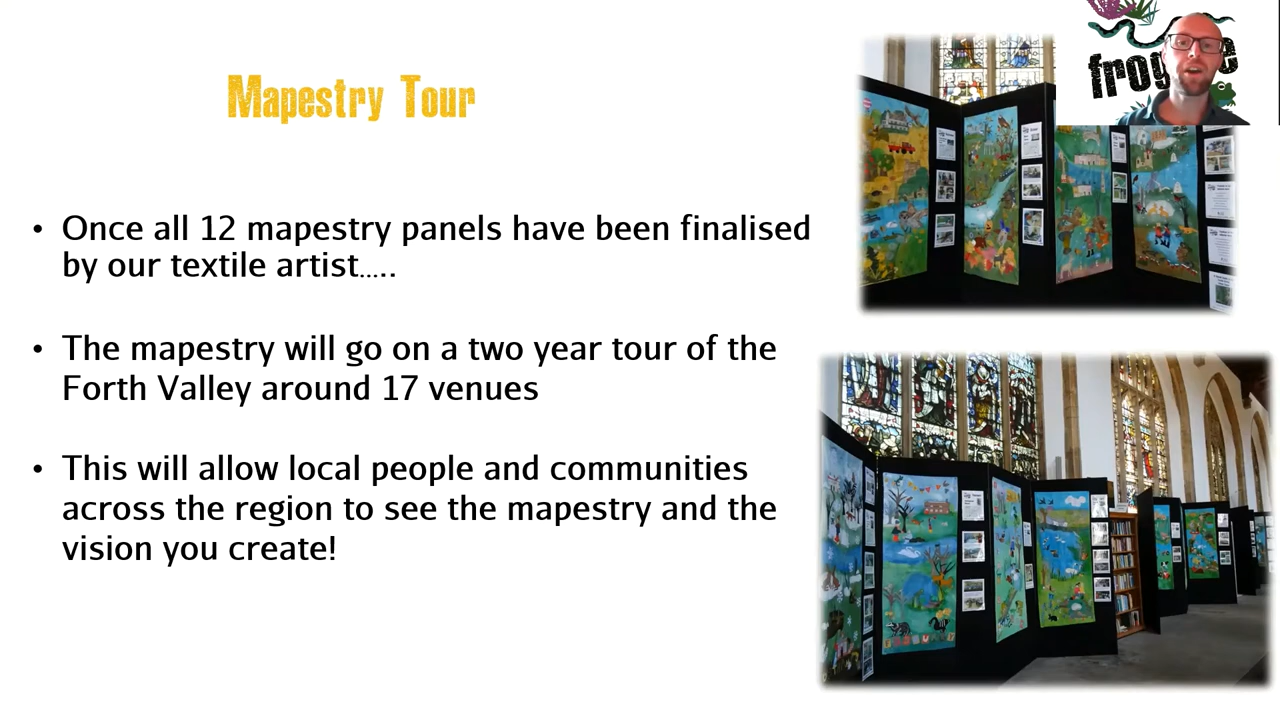 Mapestry Tour
• Once all 12 mapestry panels have been finalised
by our textile artist.....
• The mapestry will go on a two year tour of the
Forth Valley around 17 venues
• This will allow local people and communities
across the region to see the mapestry and the
vision you create!